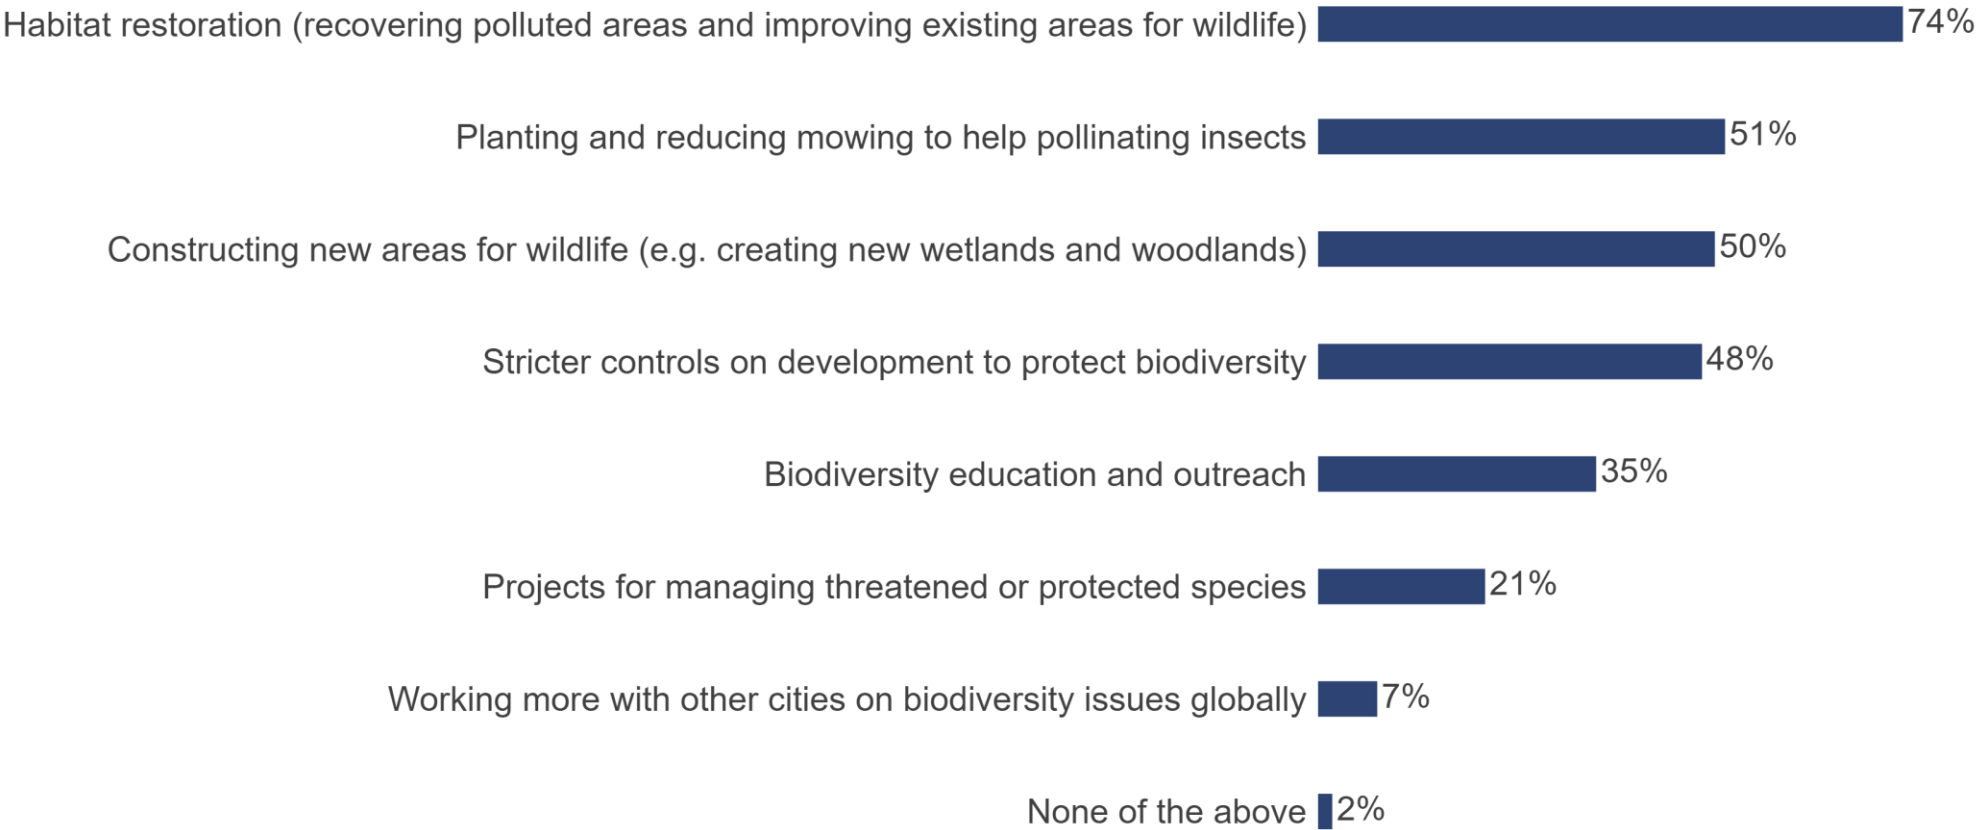 Habitat restoration (recovering polluted areas and improving existing areas for wildlife) 74%
Planting and reducing mowing to help pollinating insects 51%
Constructing new areas for wildlife (e.g. creating new wetlands and woodlands) 50%
Stricter controls on development to protect biodiversity 48%
Biodiversity education and outreach 35%
Projects for managing threatened or protected species 21%
Working more with other cities on biodiversity issues globally 7%
None of the above 2%